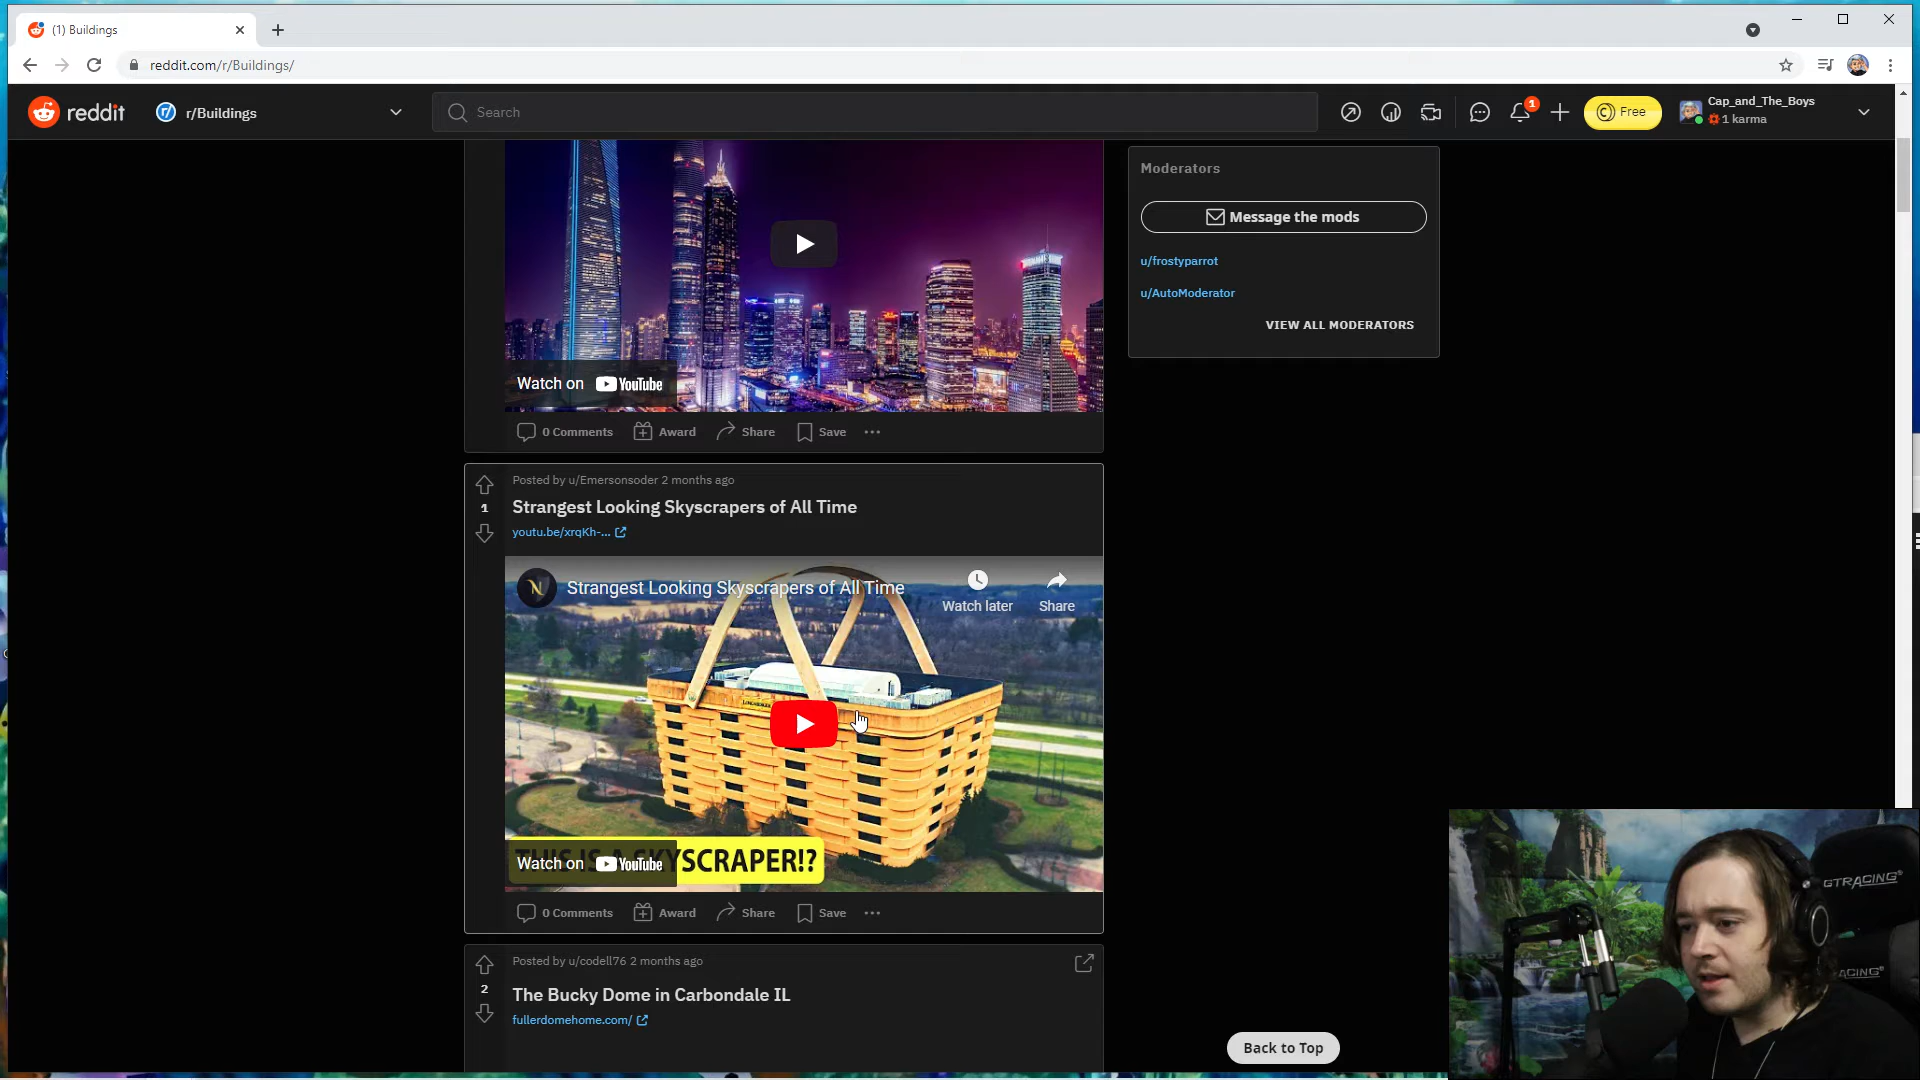 (1) Buildings
reddit.com/r/Buildings/
reddit
r/Buildings
Search
1
Free
Cap_and_The_Boys
1 karma
Watch on YouTube
0 Comments
Award
Share
Save
Moderators
Message the mods
u/frostyparrot
u/AutoModerator
VIEW ALL MODERATORS
Posted by u/Emersonsoder 2 months ago
1
Strangest Looking Skyscrapers of All Time
youtu.be/xrqKh-...
N
Strangest Looking Skyscrapers of All Time
Watch later
Share
THIS IS A SKYSCRAPER!?
Watch on YouTube
0 Comments
Award
Share
Save
Posted by u/codell76 2 months ago
2
The Bucky Dome in Carbondale IL
fullerdomehome.com/
Back to Top
GTRACING
ACING